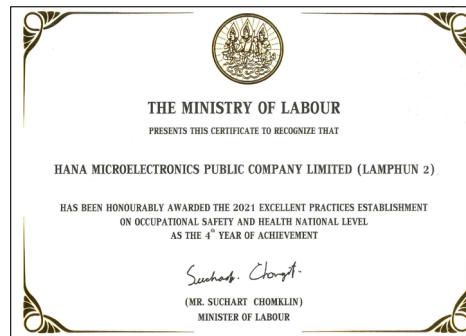 THE MINISTRY OF LABOUR
PRESENTS THIS CERTIFICATE TO RECOGNIZE THAT
HANA MICROELECTRONICS PUBLIC COMPANY LIMITED (LAMPHUN 2)
HAS BEEN HONOURABLY AWARDED THE 2021 EXCELLENT PRACTICES ESTABLISHMENT
ON OCCUPATIONAL SAFETY AND HEALTH NATIONAL LEVEL
AS THE 4th YEAR OF ACHIEVEMENT
(MR. SUCHART CHOMKLIN)
MINISTER OF LABOUR